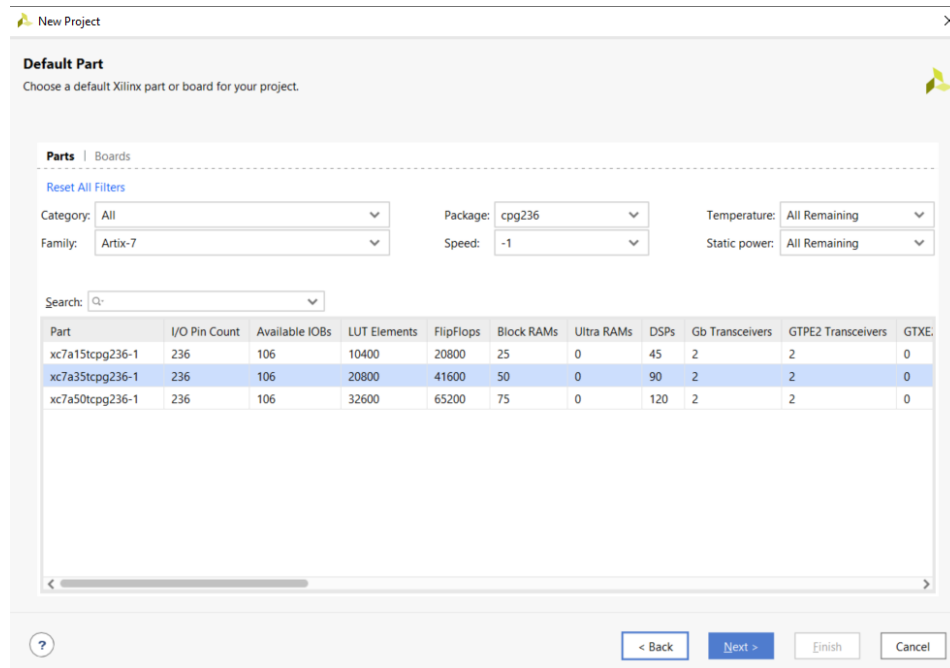 New Project
Default Part
Choose a default Xilinx part or board for your project.
Parts | Boards
Reset All Filters
Category: All Package: cpg236 Temperature: All Remaining
Family: Artix-7 Speed: -1 Static power: All Remaining
Search:
Part I/O Pin Count Available IOBs LUT Elements FlipFlops Block RAMs Ultra RAMs DSPs Gb Transceivers GTPE2 Transceivers GTXE
xc7a15tcpg236-1 236 106 10400 20800 25 0 45 2 2 0
xc7a35tcpg236-1 236 106 20800 41600 50 0 90 2 2 0
xc7a50tcpg236-1 236 106 32600 65200 75 0 120 2 2 0
? < Back Next > Finish Cancel